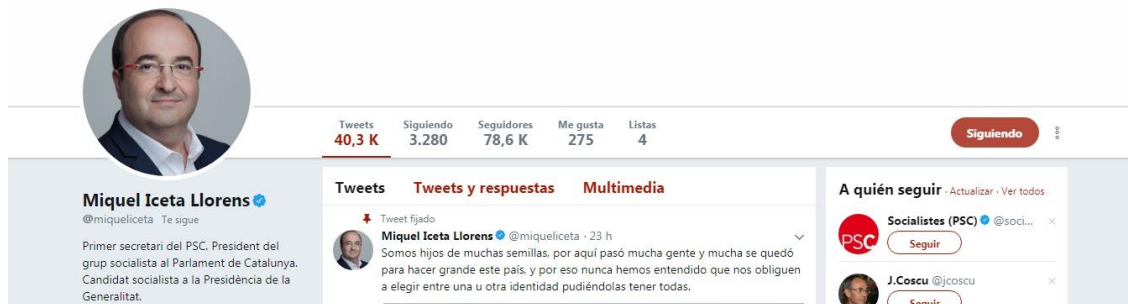 Tweets Siguiendo Seguidores Me gusta Listas
40,3 K 3.280 78,6 K 275 4
Siguiendo
Miquel Iceta Llorens
@miqueliceta Te sigue
Primer secretari del PSC. President del
grup socialista al Parlament de Catalunya.
Candidat socialista a la Presidència de la
Generalitat.
Tweets Tweets y respuestas Multimedia
Tweet fijado
Miquel Iceta Llorens @miqueliceta · 23 h
Somos hijos de muchas semillas, por aquí pasó mucha gente y mucha se quedó
para hacer grande este país, y por eso nunca hemos entendido que nos obliguen
a elegir entre una u otra identidad pudiéndolas tener todas.
A quién seguir · Actualizar · Ver todos
Socialistes (PSC) @soci... ×
PSC
Seguir
J.Coscu @jcoscu ×
Seguir